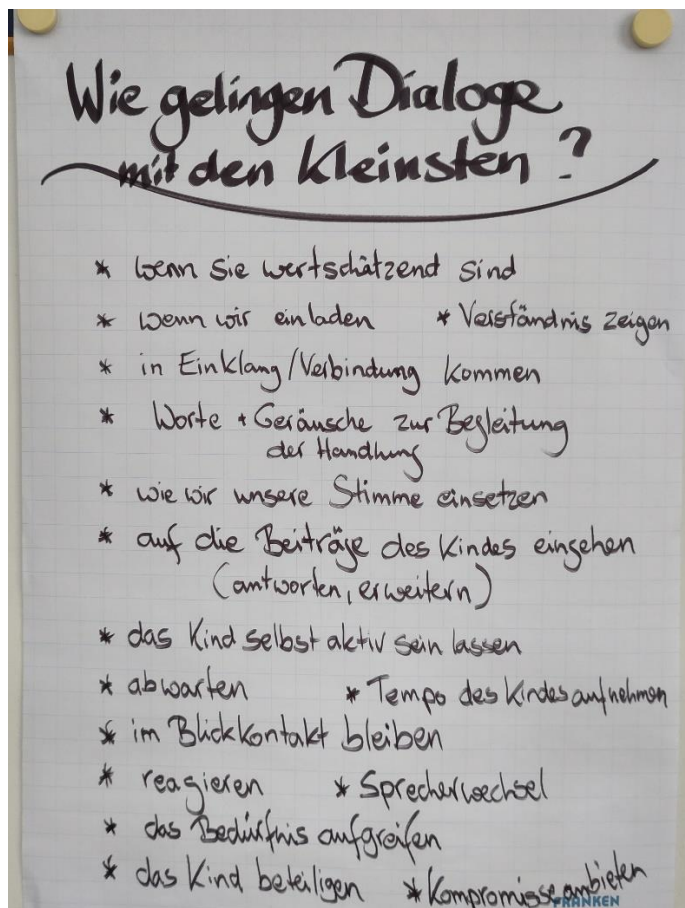 Wie gelingen Dialoge
mit den Kleinsten?
* wenn sie wertschätzend sind
* wenn wir einladen * Verständnis zeigen
* in Einklang/Verbindung kommen
* Worte + Geräusche zur Begleitung
der Handlung
* wie wir unsere Stimme einsetzen
* auf die Beiträge des Kindes eingehen
(antworten, erweitern)
* das Kind selbst aktiv sein lassen
* abwarten * Tempo des Kindes aufnehmen
* im Blickkontakt bleiben
* reagieren * Sprecherwechsel
* das Bedürfnis aufgreifen
* das Kind beteiligen * Kompromisse anbieten
FRANKEN